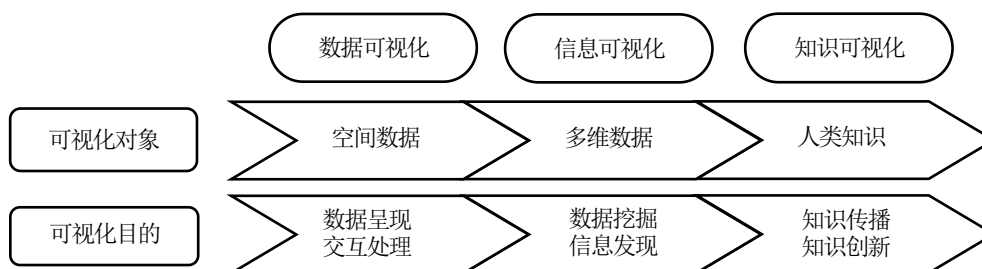 数据可视化
信息可视化
知识可视化
可视化对象
空间数据
多维数据
人类知识
可视化目的
数据呈现
交互处理
数据挖掘
信息发现
知识传播
知识创新